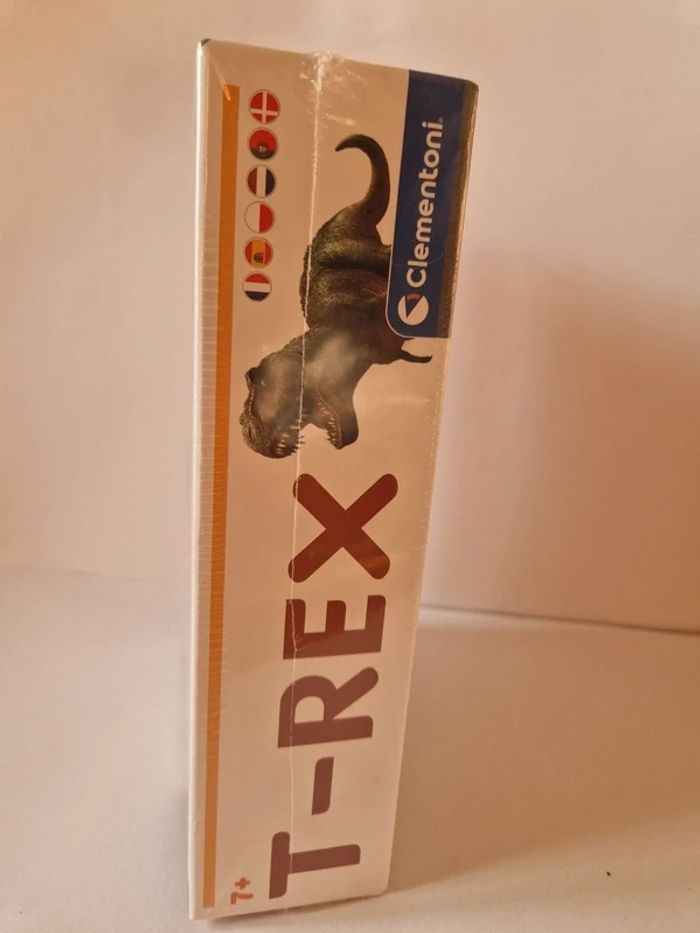 7+
T-REX
Clementoni